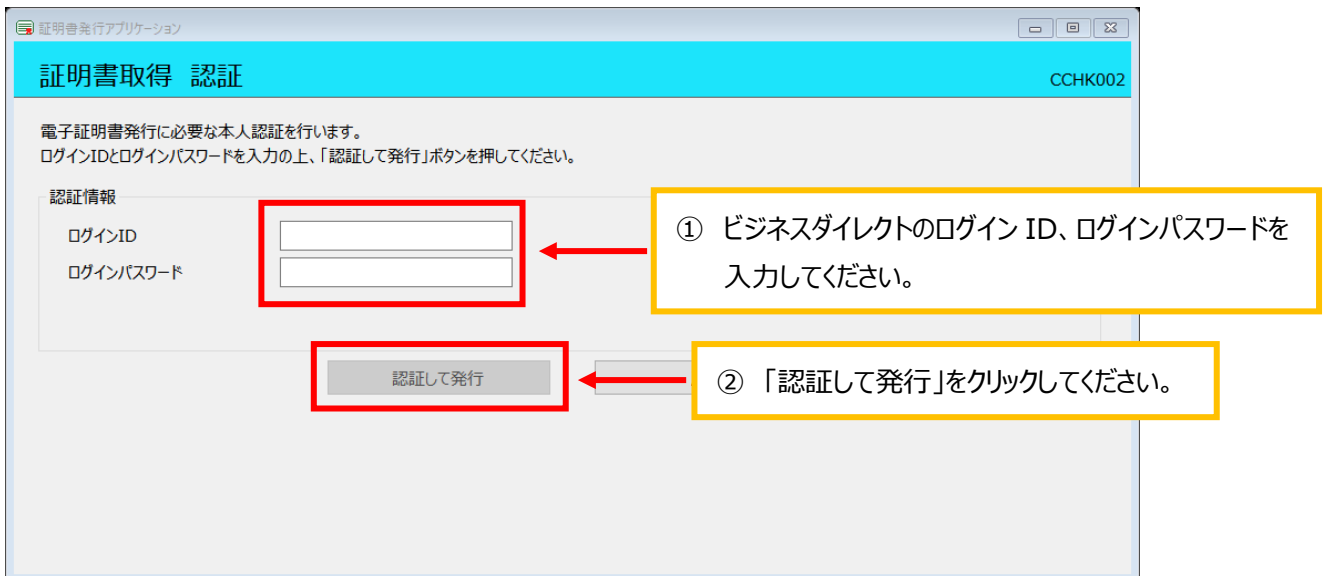 証明書発行アプリケーション
証明書取得 認証
CCHK002
電子証明書発行に必要な本人認証を行います。
ログインIDとログインパスワードを入力の上、「認証して発行」ボタンを押してください。
認証情報
ログインID
ログインパスワード
① ビジネスダイレクトのログイン ID、ログインパスワードを
入力してください。
認証して発行
② 「認証して発行」をクリックしてください。